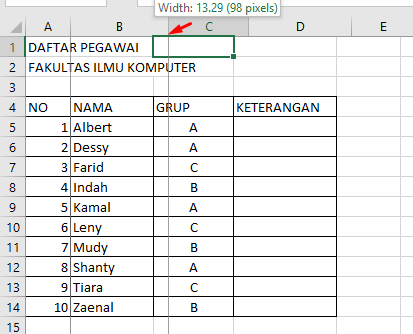 Width: 13.29 (98 pixels)
A B C D E
1 DAFTAR PEGAWAI
2 FAKULTAS ILMU KOMPUTER
3
4 NO NAMA GRUP KETERANGAN
5 1 Albert A
6 2 Dessy A
7 3 Farid C
8 4 Indah B
9 5 Kamal A
10 6 Leny C
11 7 Mudy B
12 8 Shanty A
13 9 Tiara C
14 10 Zaenal B
15